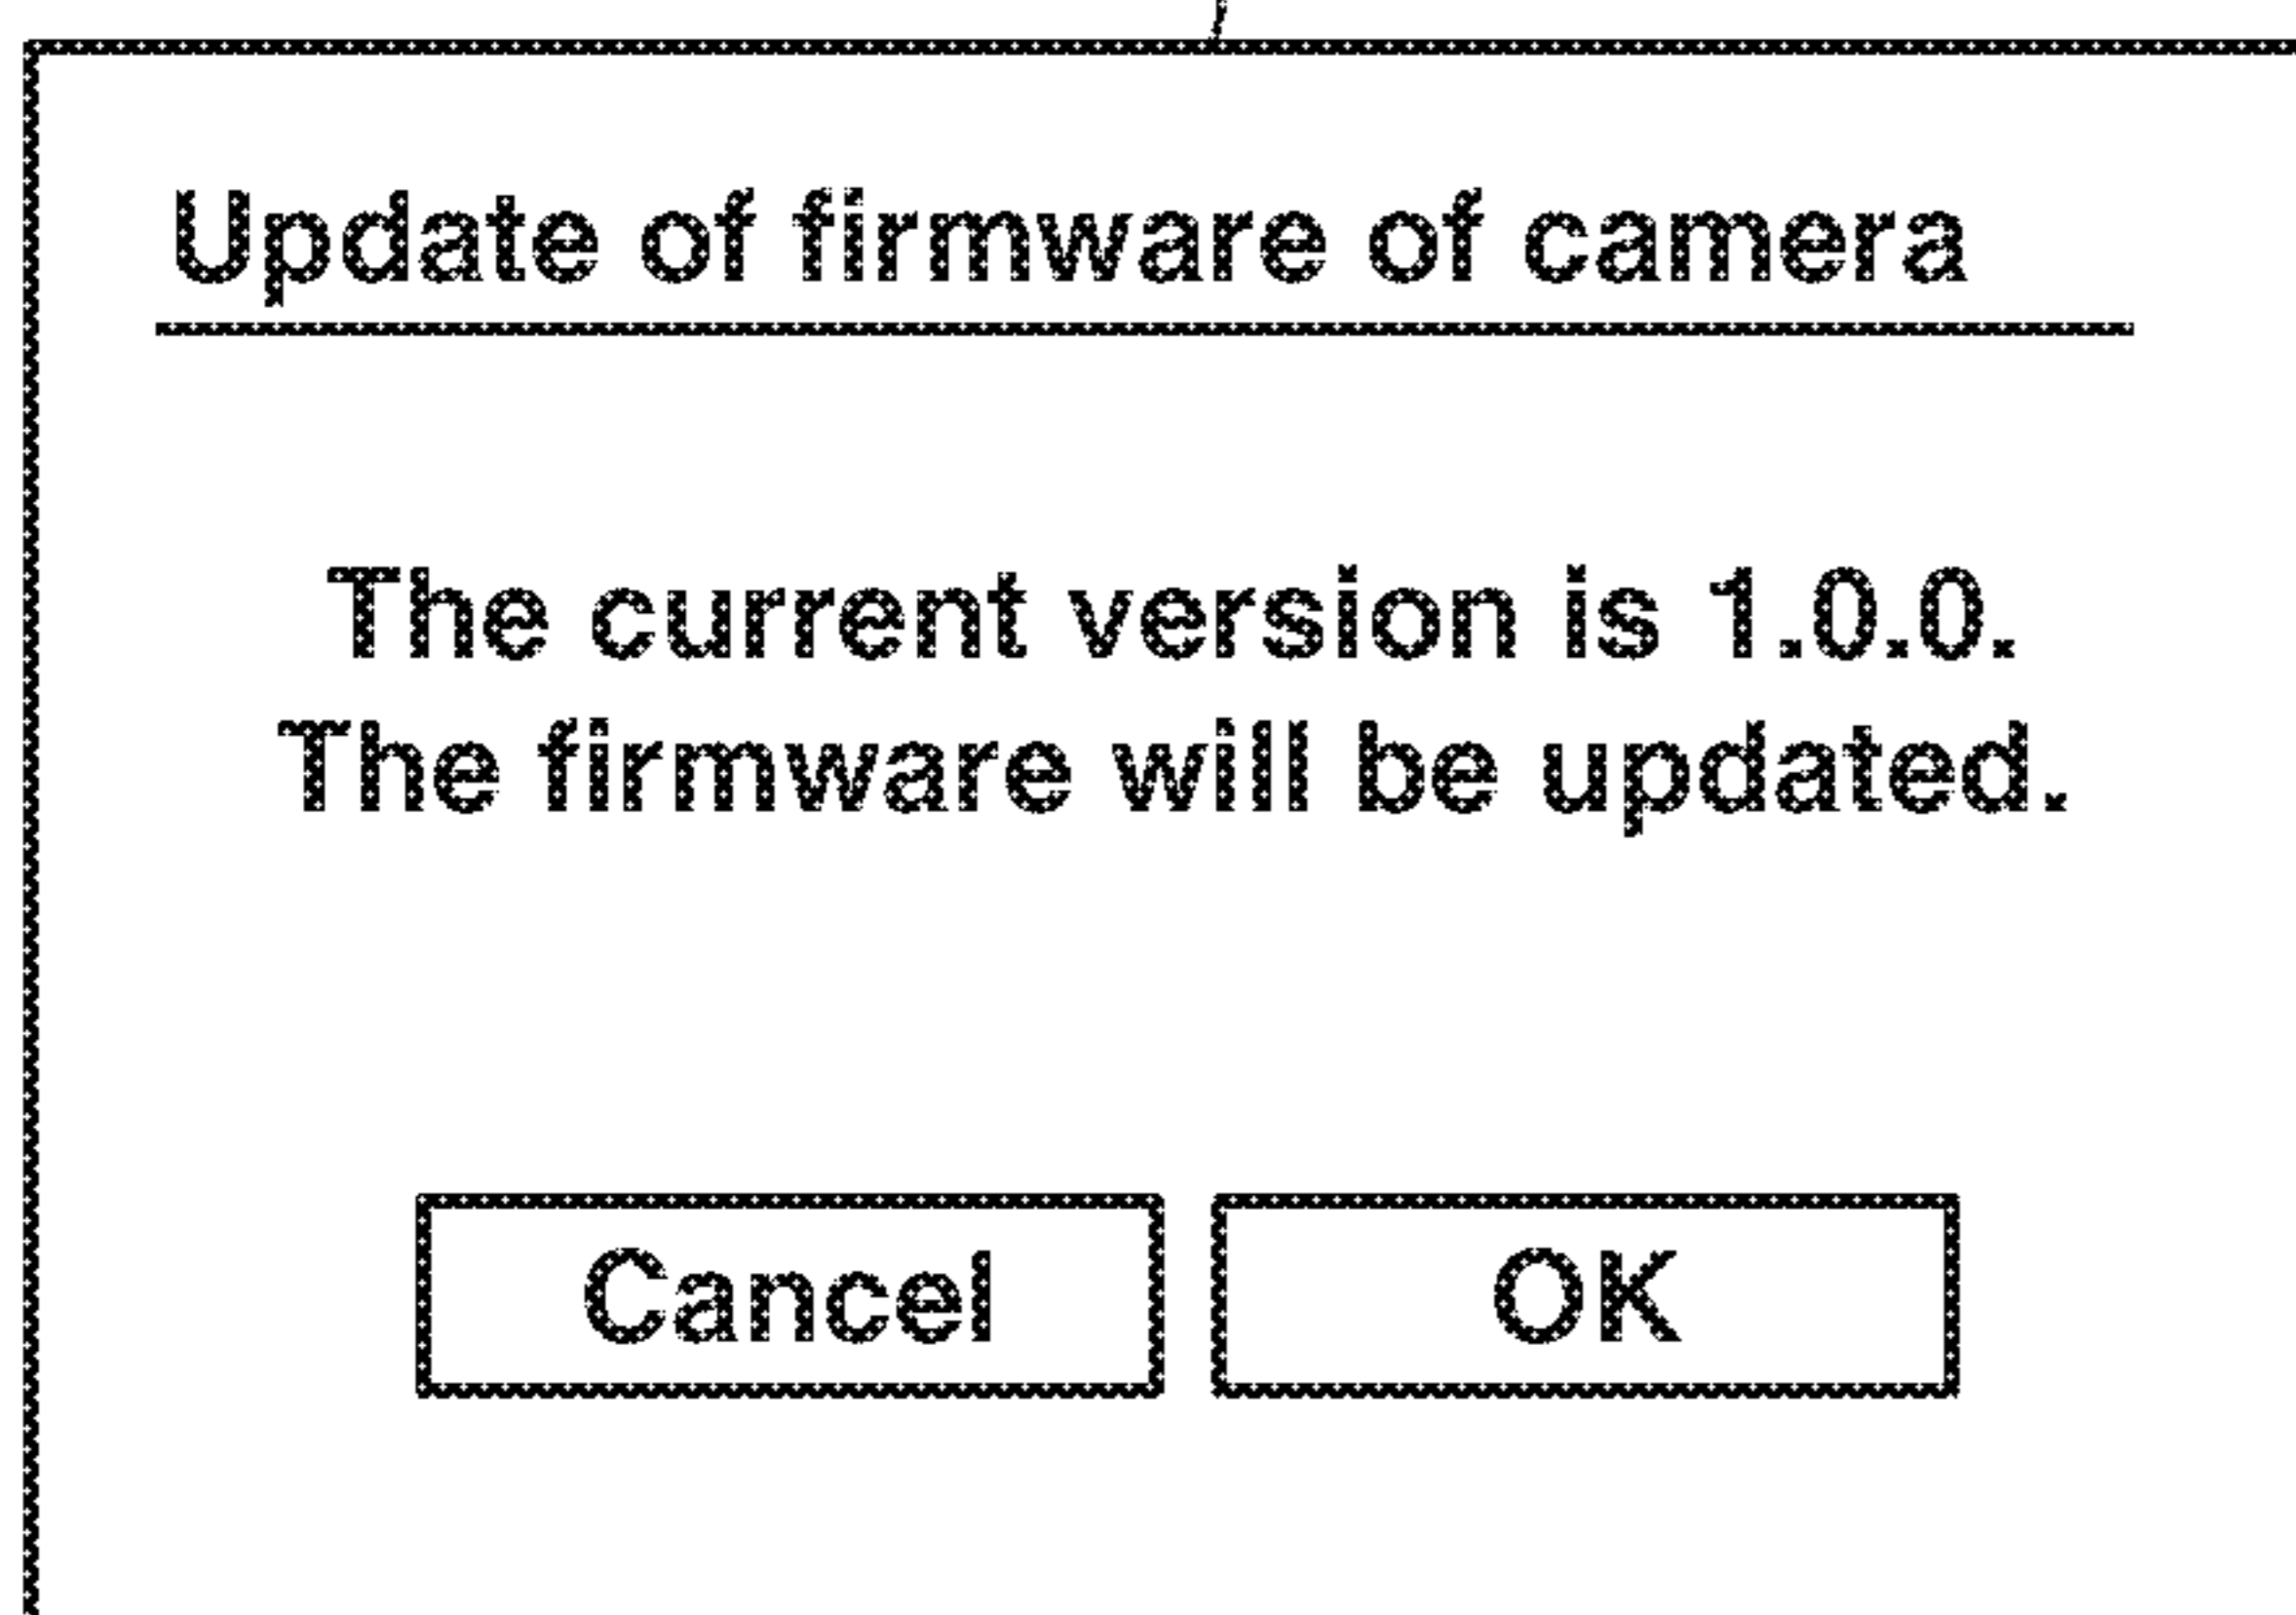 Update of firmware of camera
The current version is 1.0.0.
The firmware will be updated.
Cancel
OK